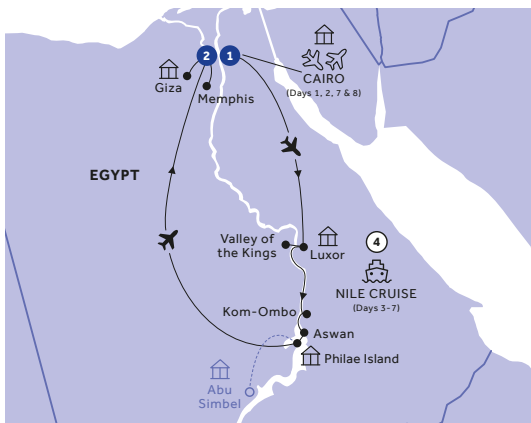 2
1
Giza
Memphis
CAIRO
(Days 1, 2, 7 & 8)
EGYPT
Valley of
the Kings
Luxor
4
NILE CRUISE
(Days 3-7)
Kom-Ombo
Aswan
Philae Island
Abu
Simbel